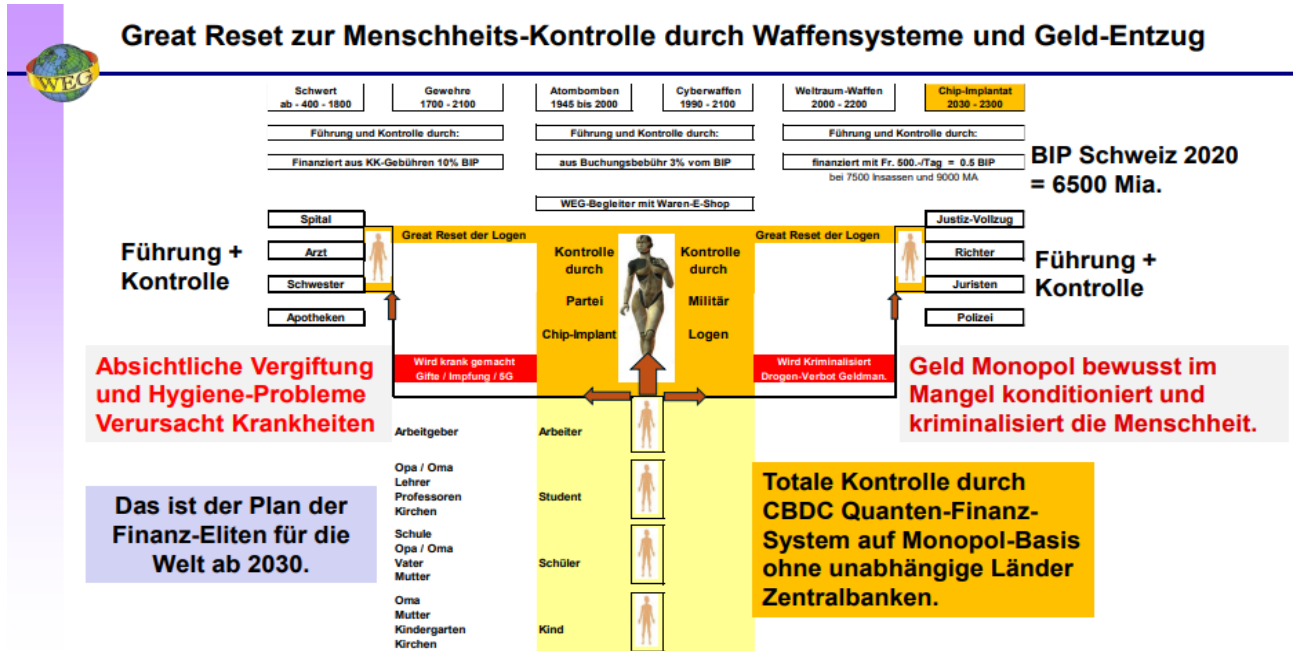 Great Reset zur Menschheits-Kontrolle durch Waffensysteme und Geld-Entzug
WEG
Schwert
ab - 400 - 1800
Gewehre
1700 - 2100
Atombomben
1945 bis 2000
Cyberwaffen
1990 - 2100
Weltraum-Waffen
2000 - 2200
Chip-Implantat
2030 - 2300
Führung und Kontrolle durch:
Führung und Kontrolle durch:
Führung und Kontrolle durch:
Finanziert aus KK-Gebühren 10% BIP
aus Buchungsbebühr 3% vom BIP
finanziert mit Fr. 500.-/Tag = 0.5 BIP
bei 7500 Insassen und 9000 MA
BIP Schweiz 2020
= 6500 Mia.
WEG-Begleiter mit Waren-E-Shop
Führung +
Kontrolle
Spital
Arzt
Schwester
Apotheken
Great Reset der Logen
Kontrolle
durch
Partei
Chip-Implant
Kontrolle
durch
Militär
Logen
Great Reset der Logen
Justiz-Vollzug
Richter
Juristen
Polizei
Führung +
Kontrolle
Absichtliche Vergiftung
und Hygiene-Probleme
Verursacht Krankheiten
Wird krank gemacht
Gifte / Impfung / 5G
Wird Kriminalisiert
Drogen-Verbot Geldman.
Geld Monopol bewusst im
Mangel konditioniert und
kriminalisiert die Menschheit.
Das ist der Plan der
Finanz-Eliten für die
Welt ab 2030.
Arbeitgeber
Arbeiter
Opa / Oma
Lehrer
Professoren
Kirchen
Student
Schule
Opa / Oma
Vater
Mutter
Schüler
Oma
Mutter
Kindergarten
Kirchen
Kind
Totale Kontrolle durch
CBDC Quanten-Finanz-
System auf Monopol-Basis
ohne unabhängige Länder
Zentralbanken.